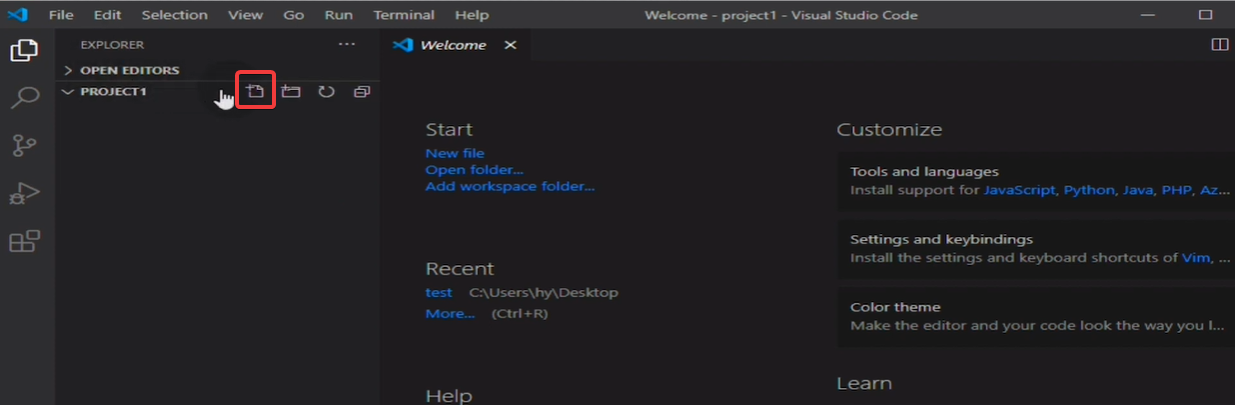 File Edit Selection View Go Run Terminal Help Welcome - project1 - Visual Studio Code
EXPLORER
OPEN EDITORS
PROJECT1
Welcome
Start
New file
Open folder...
Add workspace folder...
Recent
test C:\Users\hy\Desktop
More... (Ctrl+R)
Help
Customize
Tools and languages
Install support for JavaScript, Python, Java, PHP, Az...
Settings and keybindings
Install the settings and keyboard shortcuts of Vim, ...
Color theme
Make the editor and your code look the way you l...
Learn